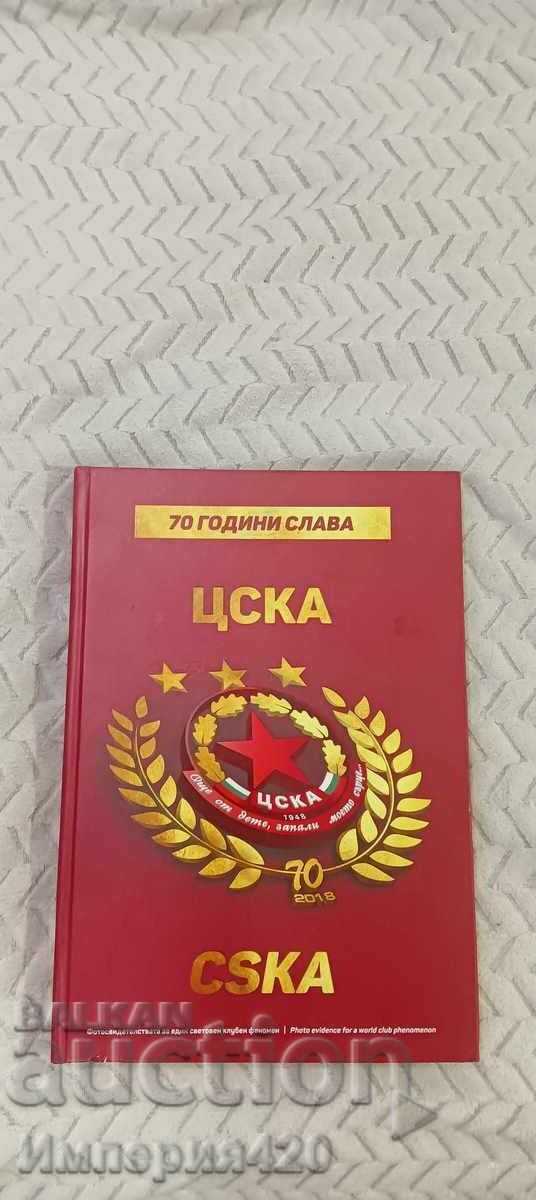 70 ГОДИНИ СЛАВА
ЦСКА
ЦСКА
1948
Още от дете, запали моето сърце...
70
2018
CSKA
Фотосвидетелствата за един световен клубен феномен | Photo evidence for a world club phenomenon
BALKAN
auction
Империя420